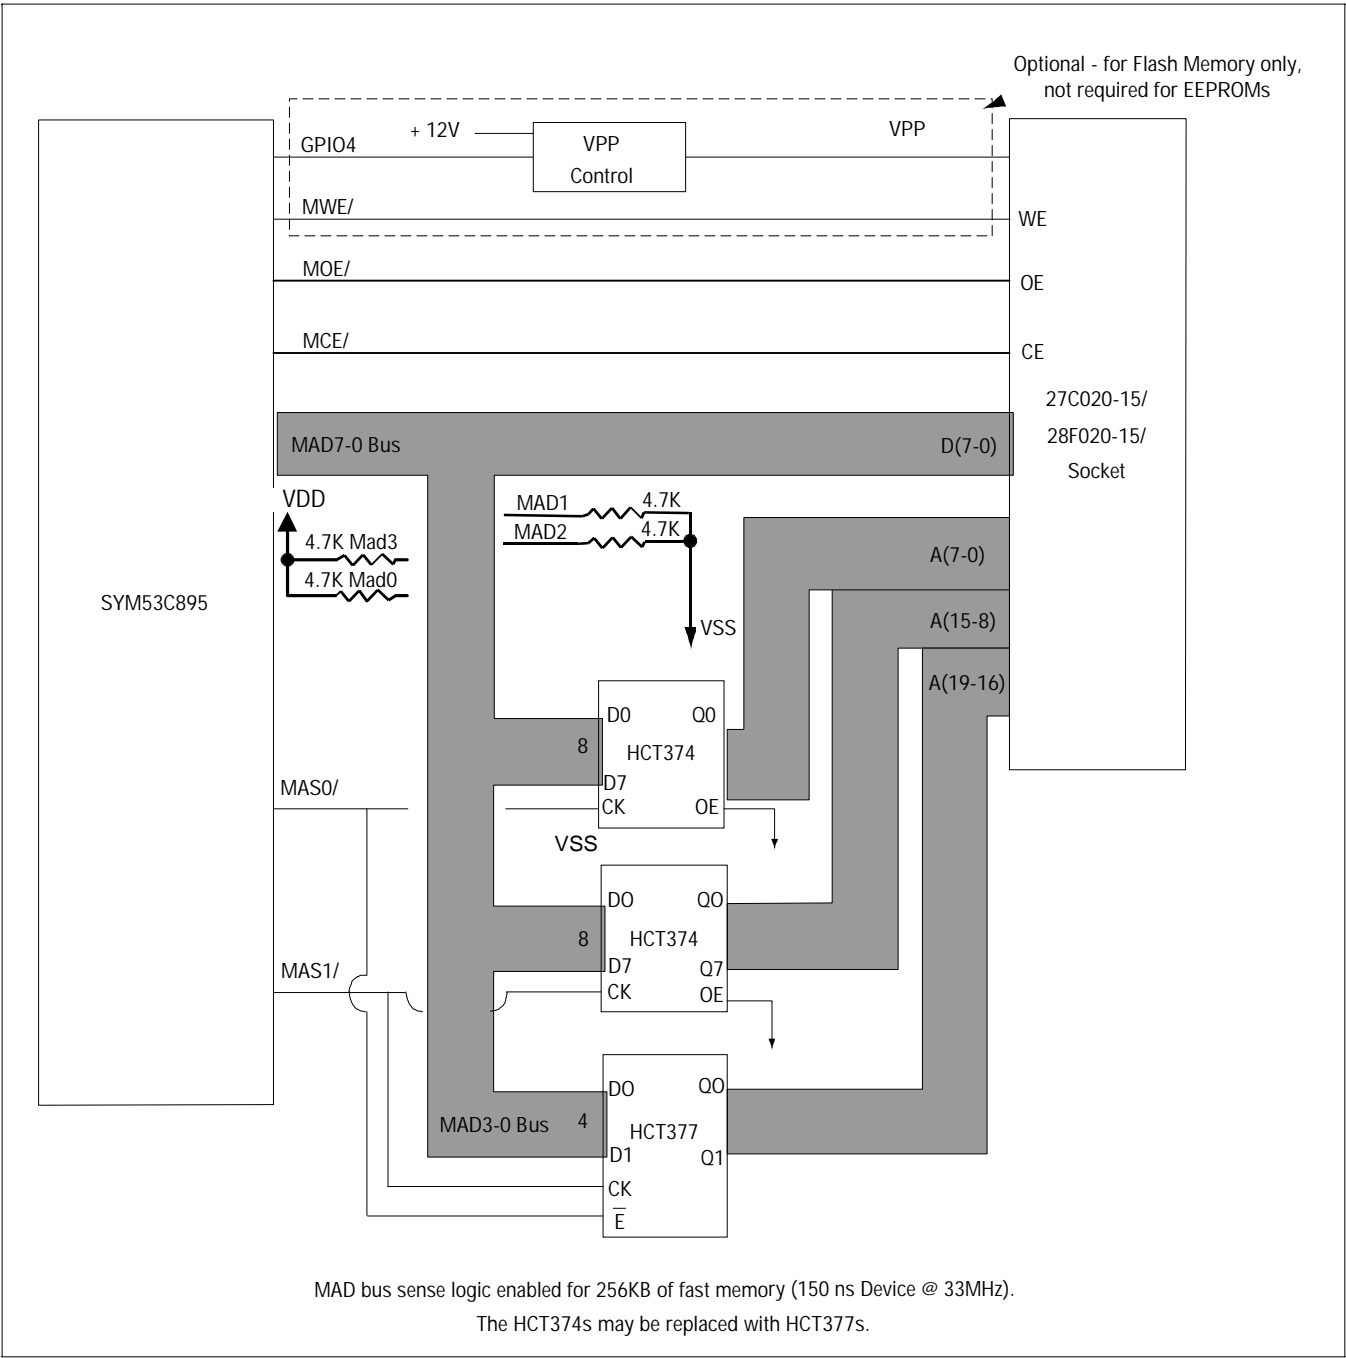 Optional - for Flash Memory only,
not required for EEPROMs
+ 12V
VPP
GPIO4
VPP
Control
MWE/
WE
MOE/
OE
MCE/
CE
27C020-15/
28F020-15/
Socket
MAD7-0 Bus
D(7-0)
VDD
MAD1
4.7K
MAD2
4.7K
4.7K Mad3
4.7K Mad0
A(7-0)
SYM53C895
VSS
A(15-8)
A(19-16)
D0
Q0
8
HCT374
D7
MAS0/
CK
OE
VSS
DO
QO
8
HCT374
D7
Q7
MAS1/
CK
OE
DO
QO
MAD3-0 Bus
4
HCT377
D1
Q1
CK
E
MAD bus sense logic enabled for 256KB of fast memory (150 ns Device @ 33MHz).
The HCT374s may be replaced with HCT377s.